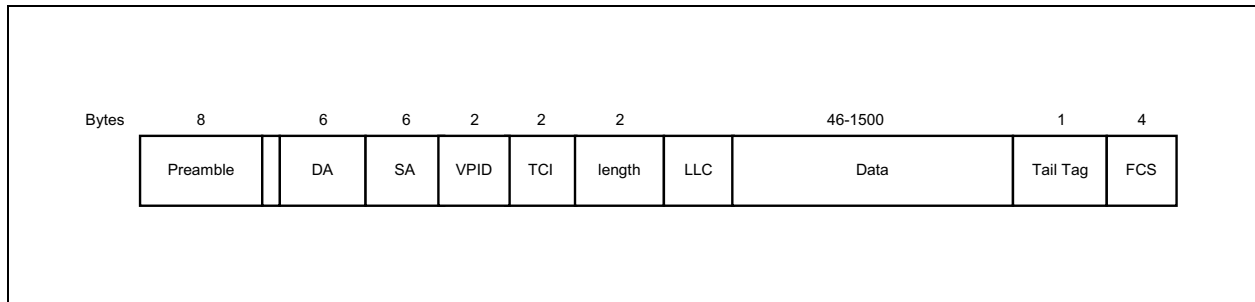 Bytes 8 6 6 2 2 2 46-1500 1 4
Preamble DA SA VPID TCI length LLC Data Tail Tag FCS